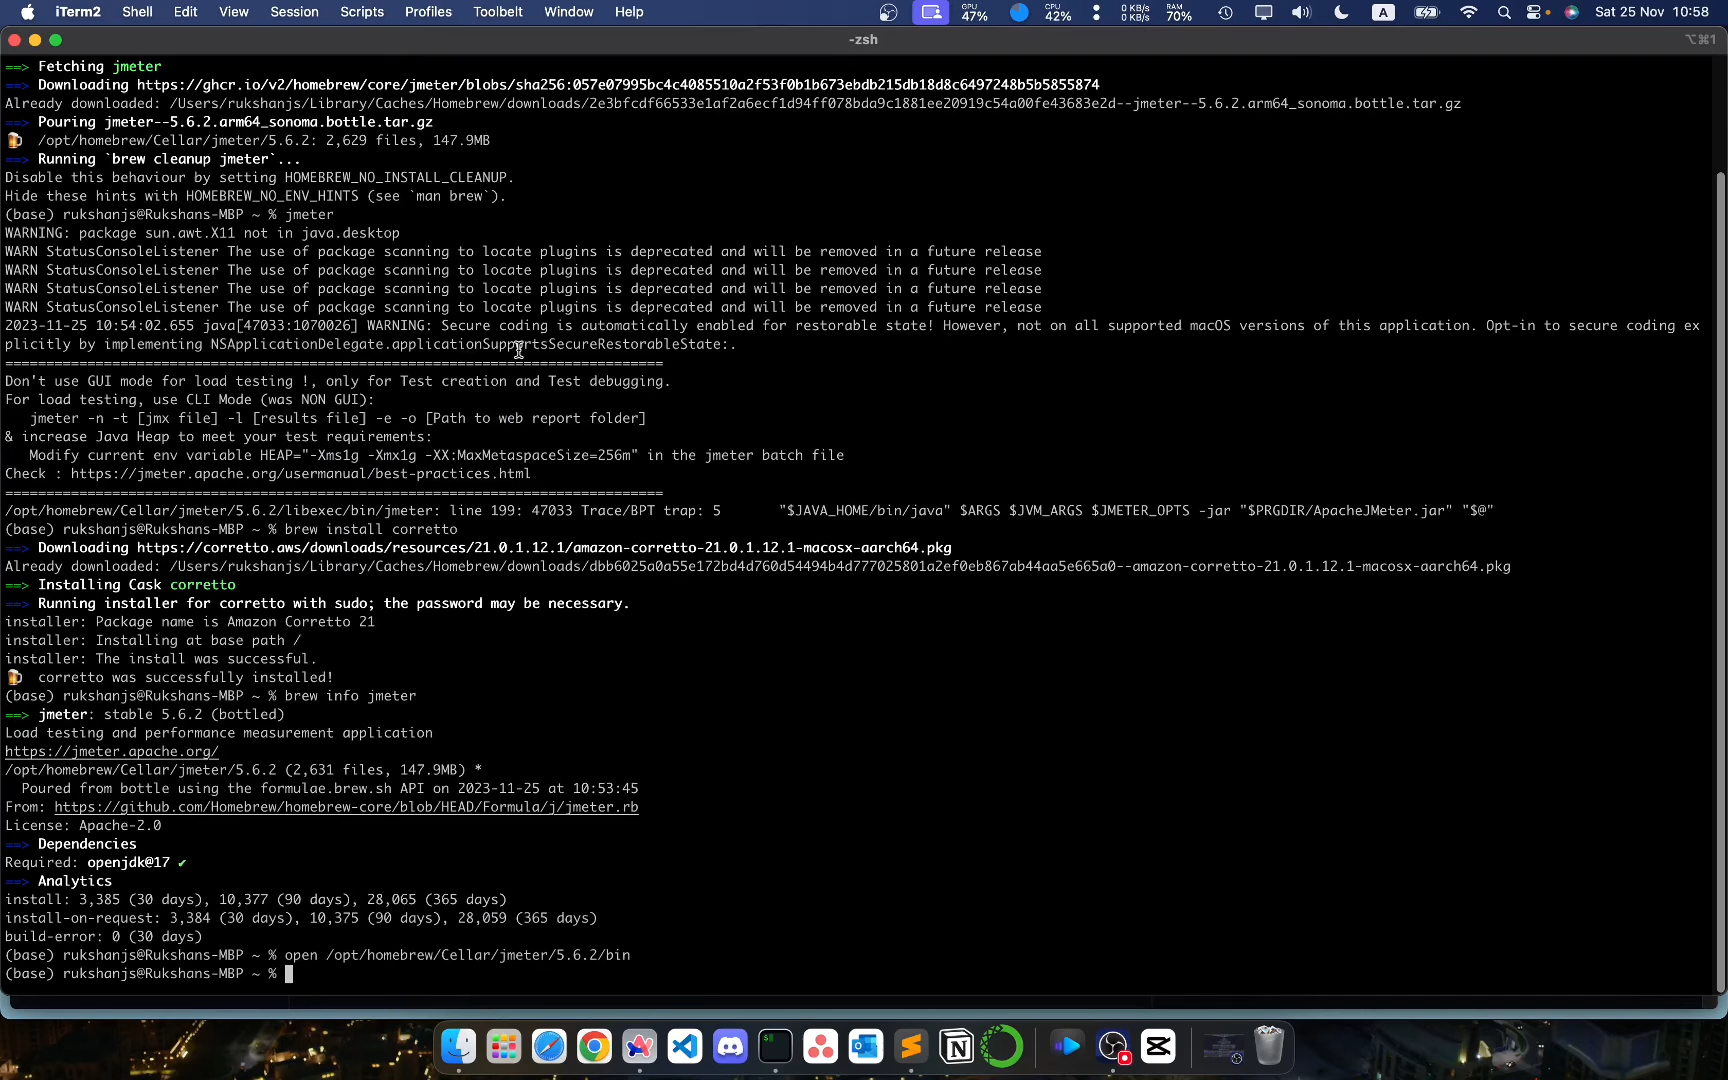 iTerm2 Shell Edit View Session Scripts Profiles Toolbelt Window Help GPU 47% CPU 42% 0 KB/s 0 KB/s RAM 70% A Sat 25 Nov 10:58
-zsh ⌥⌘1
==> Fetching jmeter
==> Downloading https://ghcr.io/v2/homebrew/core/jmeter/blobs/sha256:057e07995bc4c4085510a2f53f0b1b673ebdb215db18d8c6497248b5b5855874
Already downloaded: /Users/rukshanjs/Library/Caches/Homebrew/downloads/2e3bfcdf66533e1af2a6ecf1d94ff078bda9c1881ee20919c54a00fe43683e2d--jmeter--5.6.2.arm64_sonoma.bottle.tar.gz
==> Pouring jmeter--5.6.2.arm64_sonoma.bottle.tar.gz
🍺 /opt/homebrew/Cellar/jmeter/5.6.2: 2,629 files, 147.9MB
==> Running `brew cleanup jmeter`...
Disable this behaviour by setting HOMEBREW_NO_INSTALL_CLEANUP.
Hide these hints with HOMEBREW_NO_ENV_HINTS (see `man brew`).
(base) rukshanjs@Rukshans-MBP ~ % jmeter
WARNING: package sun.awt.X11 not in java.desktop
WARN StatusConsoleListener The use of package scanning to locate plugins is deprecated and will be removed in a future release
WARN StatusConsoleListener The use of package scanning to locate plugins is deprecated and will be removed in a future release
WARN StatusConsoleListener The use of package scanning to locate plugins is deprecated and will be removed in a future release
WARN StatusConsoleListener The use of package scanning to locate plugins is deprecated and will be removed in a future release
2023-11-25 10:54:02.655 java[47033:1070026] WARNING: Secure coding is automatically enabled for restorable state! However, not on all supported macOS versions of this application. Opt-in to secure coding ex
plicitly by implementing NSApplicationDelegate.applicationSupportsSecureRestorableState:.
================================================================================
Don't use GUI mode for load testing !, only for Test creation and Test debugging.
For load testing, use CLI Mode (was NON GUI):
   jmeter -n -t [jmx file] -l [results file] -e -o [Path to web report folder]
& increase Java Heap to meet your test requirements:
   Modify current env variable HEAP="-Xms1g -Xmx1g -XX:MaxMetaspaceSize=256m" in the jmeter batch file
Check : https://jmeter.apache.org/usermanual/best-practices.html
================================================================================
/opt/homebrew/Cellar/jmeter/5.6.2/libexec/bin/jmeter: line 199: 47033 Trace/BPT trap: 5       "$JAVA_HOME/bin/java" $ARGS $JVM_ARGS $JMETER_OPTS -jar "$PRGDIR/ApacheJMeter.jar" "$@"
(base) rukshanjs@Rukshans-MBP ~ % brew install corretto
==> Downloading https://corretto.aws/downloads/resources/21.0.1.12.1/amazon-corretto-21.0.1.12.1-macosx-aarch64.pkg
Already downloaded: /Users/rukshanjs/Library/Caches/Homebrew/downloads/dbb6025a0a55e172bd4d760d54494b4d777025801a2ef0eb867ab44aa5e665a0--amazon-corretto-21.0.1.12.1-macosx-aarch64.pkg
==> Installing Cask corretto
==> Running installer for corretto with sudo; the password may be necessary.
installer: Package name is Amazon Corretto 21
installer: Installing at base path /
installer: The install was successful.
🍺 corretto was successfully installed!
(base) rukshanjs@Rukshans-MBP ~ % brew info jmeter
==> jmeter: stable 5.6.2 (bottled)
Load testing and performance measurement application
https://jmeter.apache.org/
/opt/homebrew/Cellar/jmeter/5.6.2 (2,631 files, 147.9MB) *
  Poured from bottle using the formulae.brew.sh API on 2023-11-25 at 10:53:45
From: https://github.com/Homebrew/homebrew-core/blob/HEAD/Formula/j/jmeter.rb
License: Apache-2.0
==> Dependencies
Required: openjdk@17 ✔
==> Analytics
install: 3,385 (30 days), 10,377 (90 days), 28,065 (365 days)
install-on-request: 3,384 (30 days), 10,375 (90 days), 28,059 (365 days)
build-error: 0 (30 days)
(base) rukshanjs@Rukshans-MBP ~ % open /opt/homebrew/Cellar/jmeter/5.6.2/bin
(base) rukshanjs@Rukshans-MBP ~ %